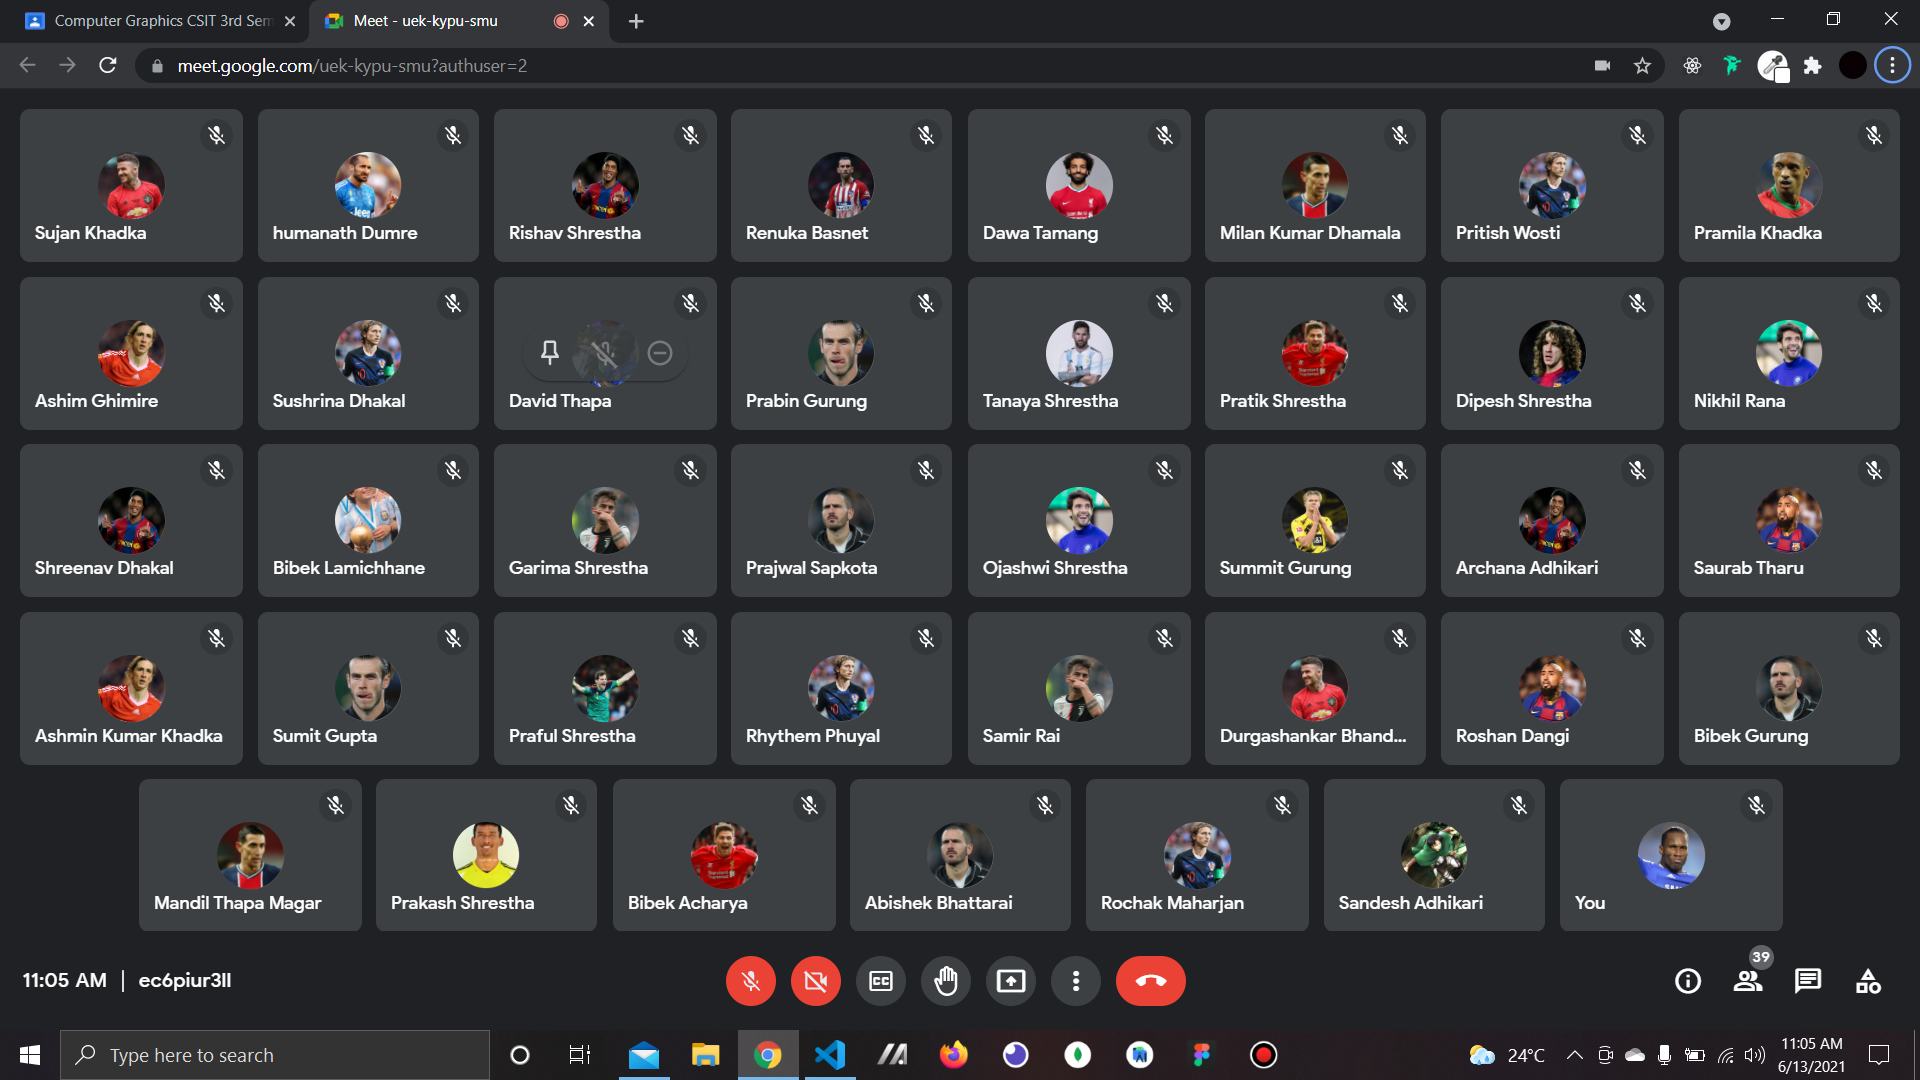 Computer Graphics CSIT 3rd Sem
Meet - uek-kypu-smu
meet.google.com/uek-kypu-smu?authuser=2
Sujan Khadka
humanath Dumre
Rishav Shrestha
Renuka Basnet
Dawa Tamang
Milan Kumar Dhamala
Pritish Wosti
Pramila Khadka
Ashim Ghimire
Sushrina Dhakal
David Thapa
Prabin Gurung
Tanaya Shrestha
Pratik Shrestha
Dipesh Shrestha
Nikhil Rana
Shreenav Dhakal
Bibek Lamichhane
Garima Shrestha
Prajwal Sapkota
Ojashwi Shrestha
Summit Gurung
Archana Adhikari
Saurab Tharu
Ashmin Kumar Khadka
Sumit Gupta
Praful Shrestha
Rhythem Phuyal
Samir Rai
Durgashankar Bhand...
Roshan Dangi
Bibek Gurung
Mandil Thapa Magar
Prakash Shrestha
Bibek Acharya
Abishek Bhattarai
Rochak Maharjan
Sandesh Adhikari
You
11:05 AM | ec6piur3ll
CC
39
Type here to search
24°C
11:05 AM
6/13/2021